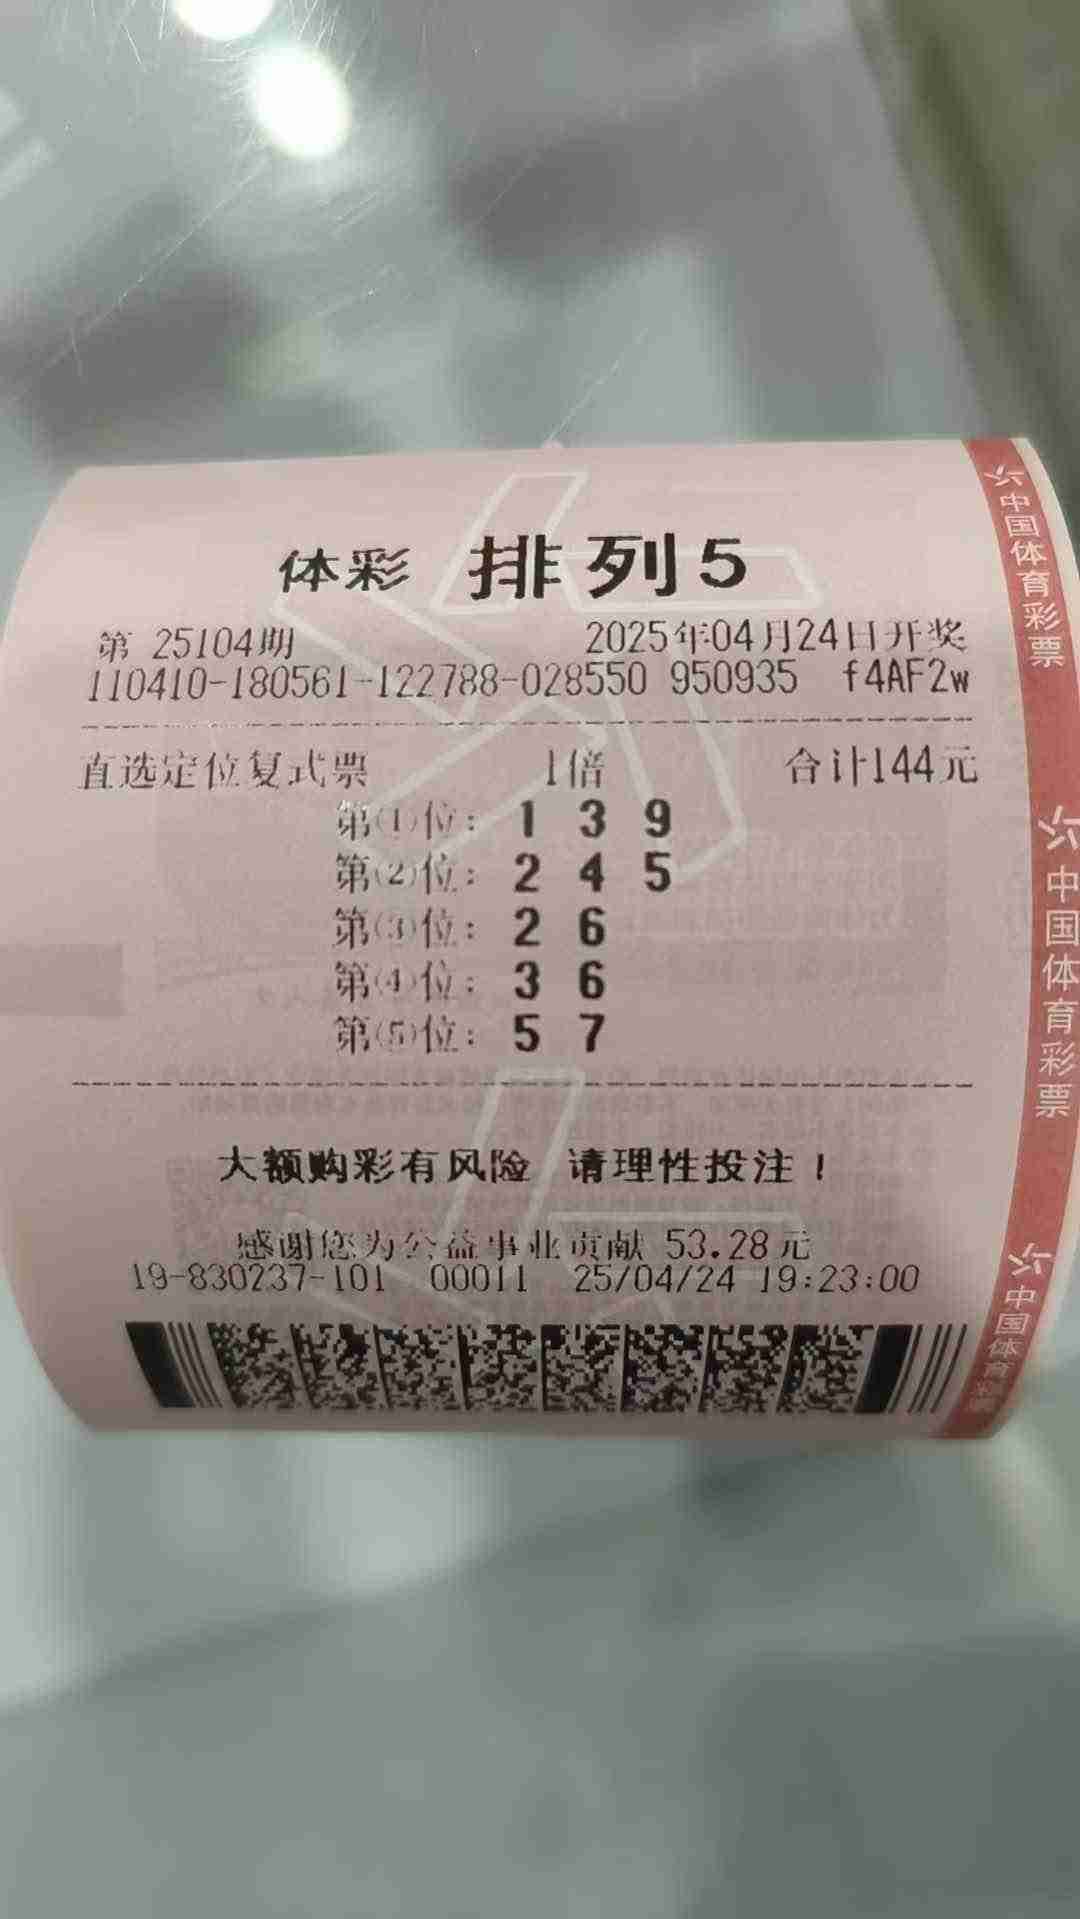 体彩 排列5
第 25104期 2025年04月24日开奖
110410-180561-122788-028550 950935 f4AF2w
直选定位复式票 1倍 合计144元
第(1)位: 1 3 9
第(2)位: 2 4 5
第(3)位: 2 6
第(4)位: 3 6
第(5)位: 5 7
大额购彩有风险 请理性投注!
感谢您为公益事业贡献 53.28元
19-830237-101 00011 25/04/24 19:23:00
中国体育彩票
中国体育彩票
中国体育彩票